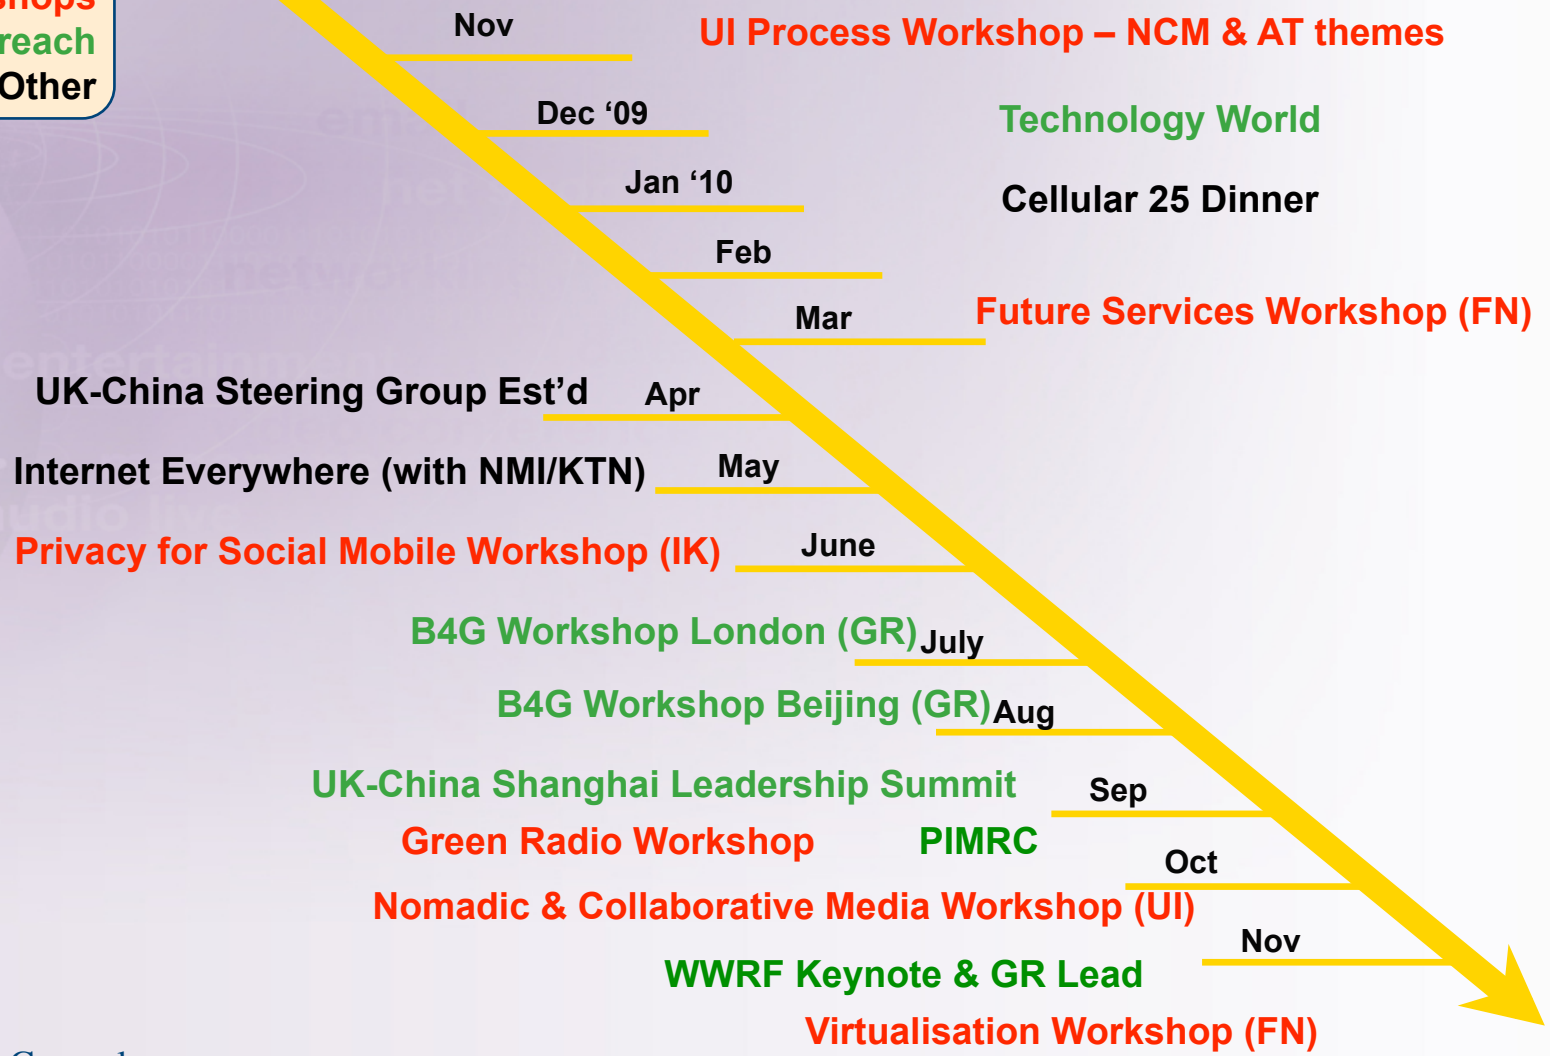 Other
Nov
UI Process Workshop – NCM & AT themes
Dec ‘09
Technology World
Jan ‘10
Cellular 25 Dinner
Feb
Mar
Future Services Workshop (FN)
UK-China Steering Group Est’d
Apr
Internet Everywhere (with NMI/KTN)
May
Privacy for Social Mobile Workshop (IK)
June
B4G Workshop London (GR)
July
B4G Workshop Beijing (GR)
Aug
UK-China Shanghai Leadership Summit
Sep
Green Radio Workshop
PIMRC
Oct
Nomadic & Collaborative Media Workshop (UI)
Nov
WWRF Keynote & GR Lead
Virtualisation Workshop (FN)
networking
entertainment
audio live